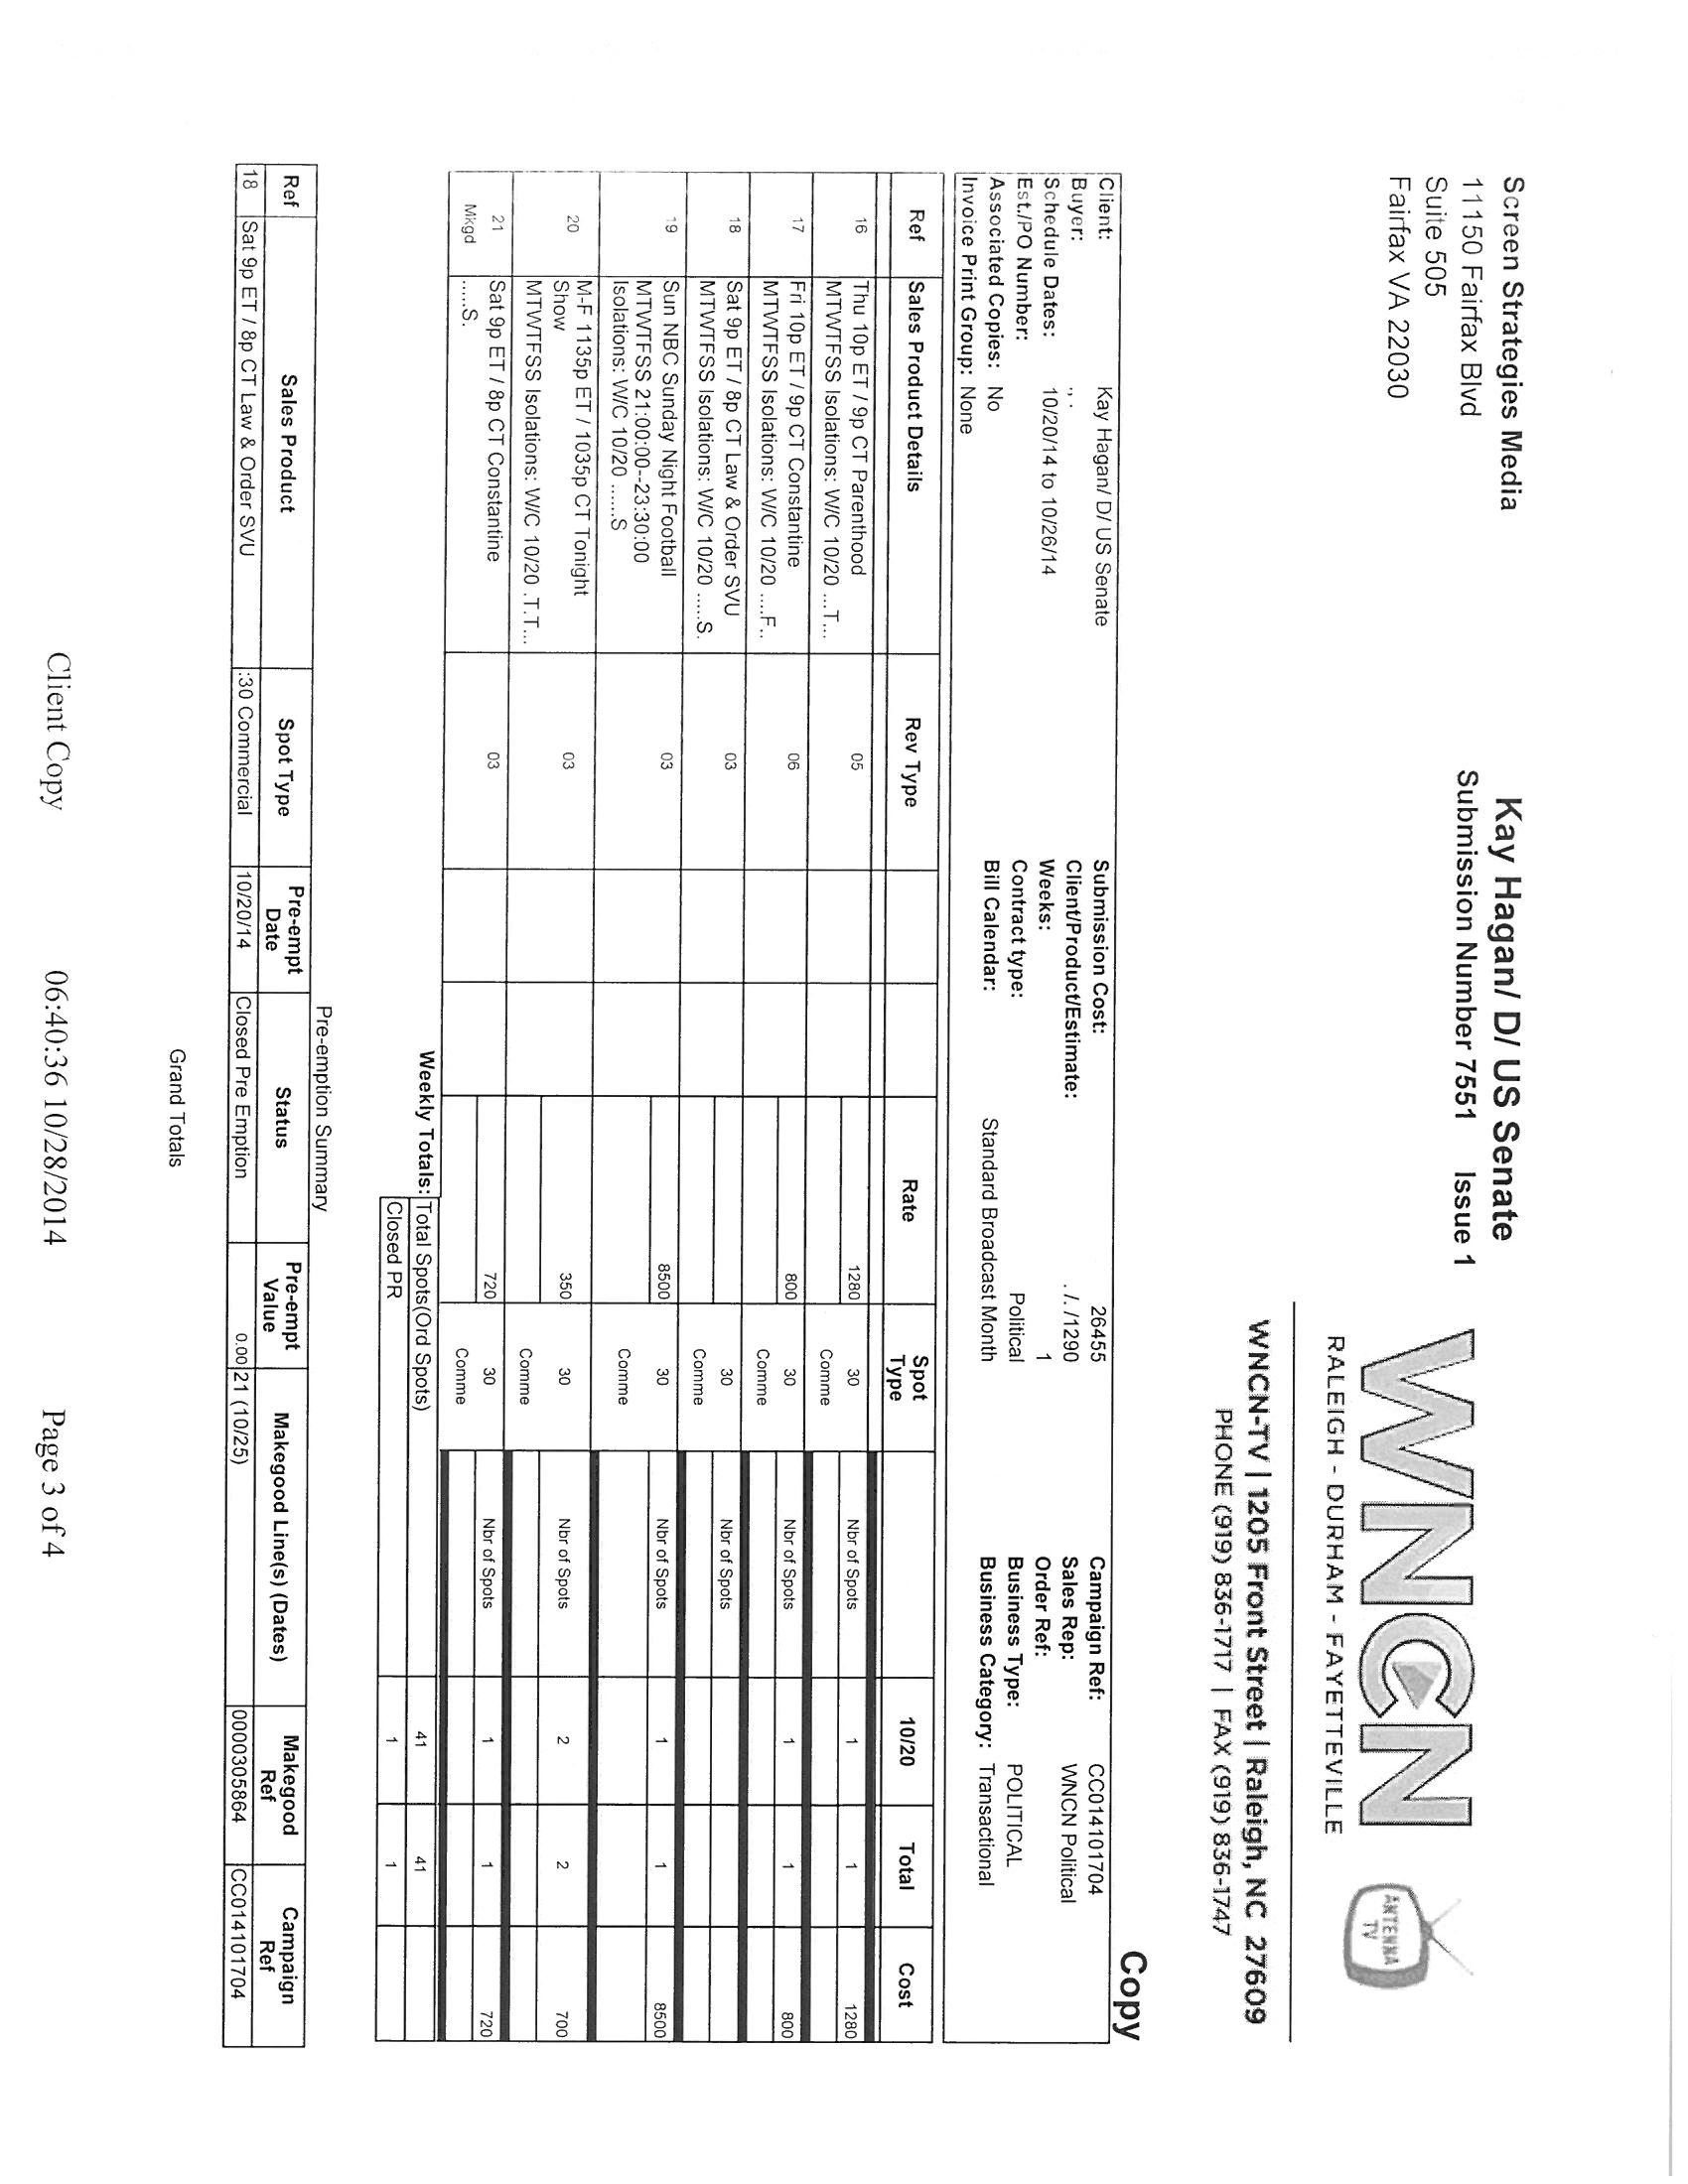 Screen Strategies Media
11150 Fairfax Blvd
Suite 505
Fairfax VA 22030
Kay Hagan/ D/ US Senate
Submission Number 7551 Issue 1
WNCN
RALEIGH - DURHAM - FAYETTEVILLE
ANTENNA
TV
WNCN-TV | 1205 Front Street | Raleigh, NC 27609
PHONE (919) 836-1717 | FAX (919) 836-1747
Copy
Client: Kay Hagan/ D/ US Senate Submission Cost: 26455 Campaign Ref: CC014101704
Buyer: ., . Client/Product/Estimate: ./. /1290 Sales Rep: WNCN Political
Schedule Dates: 10/20/14 to 10/26/14 Weeks: 1 Order Ref:
Est./PO Number: Contract type: Political Business Type: POLITICAL
Associated Copies: No Bill Calendar: Standard Broadcast Month Business Category: Transactional
Invoice Print Group: None
Ref Sales Product Details Rev Type Rate Spot Type 10/20 Total Cost
16 Thu 10p ET / 9p CT Parenthood 05 1280 30 Nbr of Spots 1 1 1280
MTWTFSS Isolations: W/C 10/20 ...T... Comme
17 Fri 10p ET / 9p CT Constantine 06 800 30 Nbr of Spots 1 1 800
MTWTFSS Isolations: W/C 10/20 ....F.. Comme
18 Sat 9p ET / 8p CT Law & Order SVU 03 30 Nbr of Spots
MTWTFSS Isolations: W/C 10/20 .....S. Comme
19 Sun NBC Sunday Night Football 03 8500 30 Nbr of Spots 1 1 8500
MTWTFSS 21:00:00--23:30:00
Isolations: W/C 10/20 ......S Comme
20 M-F 1135p ET / 1035p CT Tonight 03 350 30 Nbr of Spots 2 2 700
Show
MTWTFSS Isolations: W/C 10/20 .T.T... Comme
21 Sat 9p ET / 8p CT Constantine 03 720 30 Nbr of Spots 1 1 720
Mkgd .....S. Comme
Weekly Totals: Total Spots(Ord Spots) 41 41
Closed PR 1 1
Pre-emption Summary
Ref Sales Product Spot Type Pre-empt Date Status Pre-empt Value Makegood Line(s) (Dates) Makegood Ref Campaign Ref
18 Sat 9p ET / 8p CT Law & Order SVU :30 Commercial 10/20/14 Closed Pre Emption 0.00 21 (10/25) 0000305864 CC014101704
Grand Totals
Client Copy 06:40:36 10/28/2014 Page 3 of 4